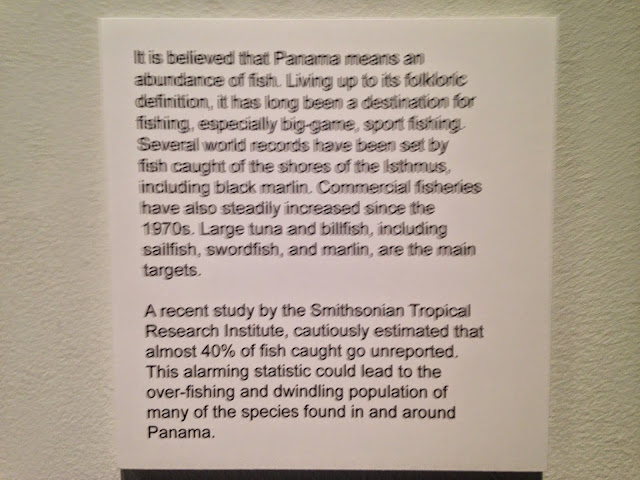 It is believed that Panama means an
abundance of fish. Living up to its folkloric
definition, it has long been a destination for
fishing, especially big-game, sport fishing.
Several world records have been set by
fish caught of the shores of the Isthmus,
including black marlin. Commercial fisheries
have also steadily increased since the
1970s. Large tuna and billfish, including
sailfish, swordfish, and marlin, are the main
targets.
A recent study by the Smithsonian Tropical
Research Institute, cautiously estimated that
almost 40% of fish caught go unreported.
This alarming statistic could lead to the
over-fishing and dwindling population of
many of the species found in and around
Panama.